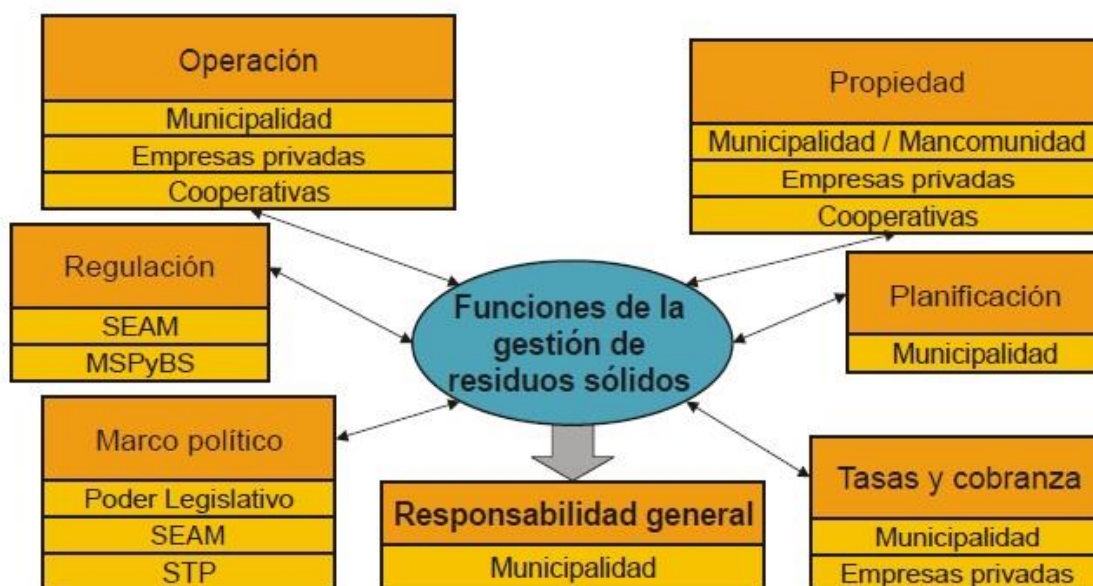 Operación
Municipalidad
Empresas privadas
Cooperativas
Propiedad
Municipalidad / Mancomunidad
Empresas privadas
Cooperativas
Regulación
SEAM
MSPyBS
Funciones de la
gestión de
residuos sólidos
Planificación
Municipalidad
Marco político
Poder Legislativo
SEAM
STP
Responsabilidad general
Municipalidad
Tasas y cobranza
Municipalidad
Empresas privadas